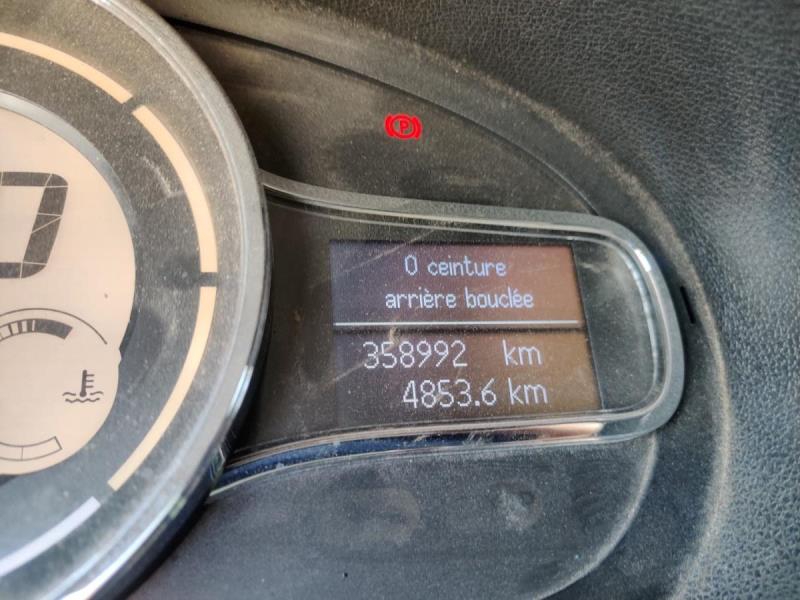 P
0 ceinture
arrière bouclée
358992 km
4853.6 km